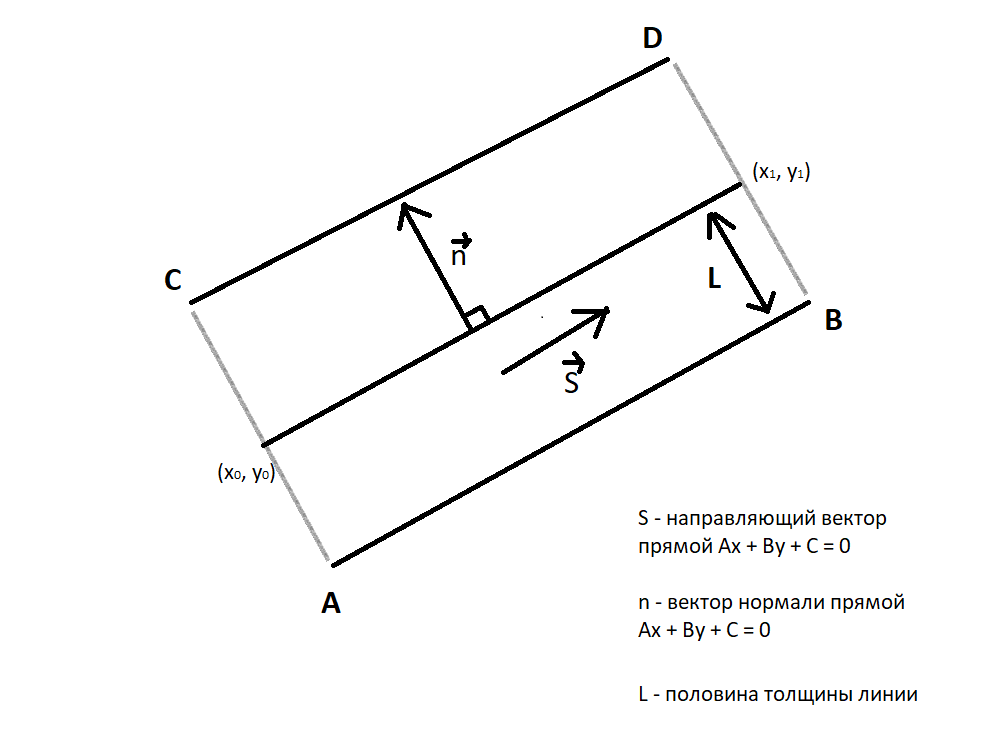 D
(x₁, y₁)
C
n
L
B
S
(x₀, y₀)
A
S - направляющий вектор
прямой Ax + By + C = 0
n - вектор нормали прямой
Ax + By + C = 0
L - половина толщины линии